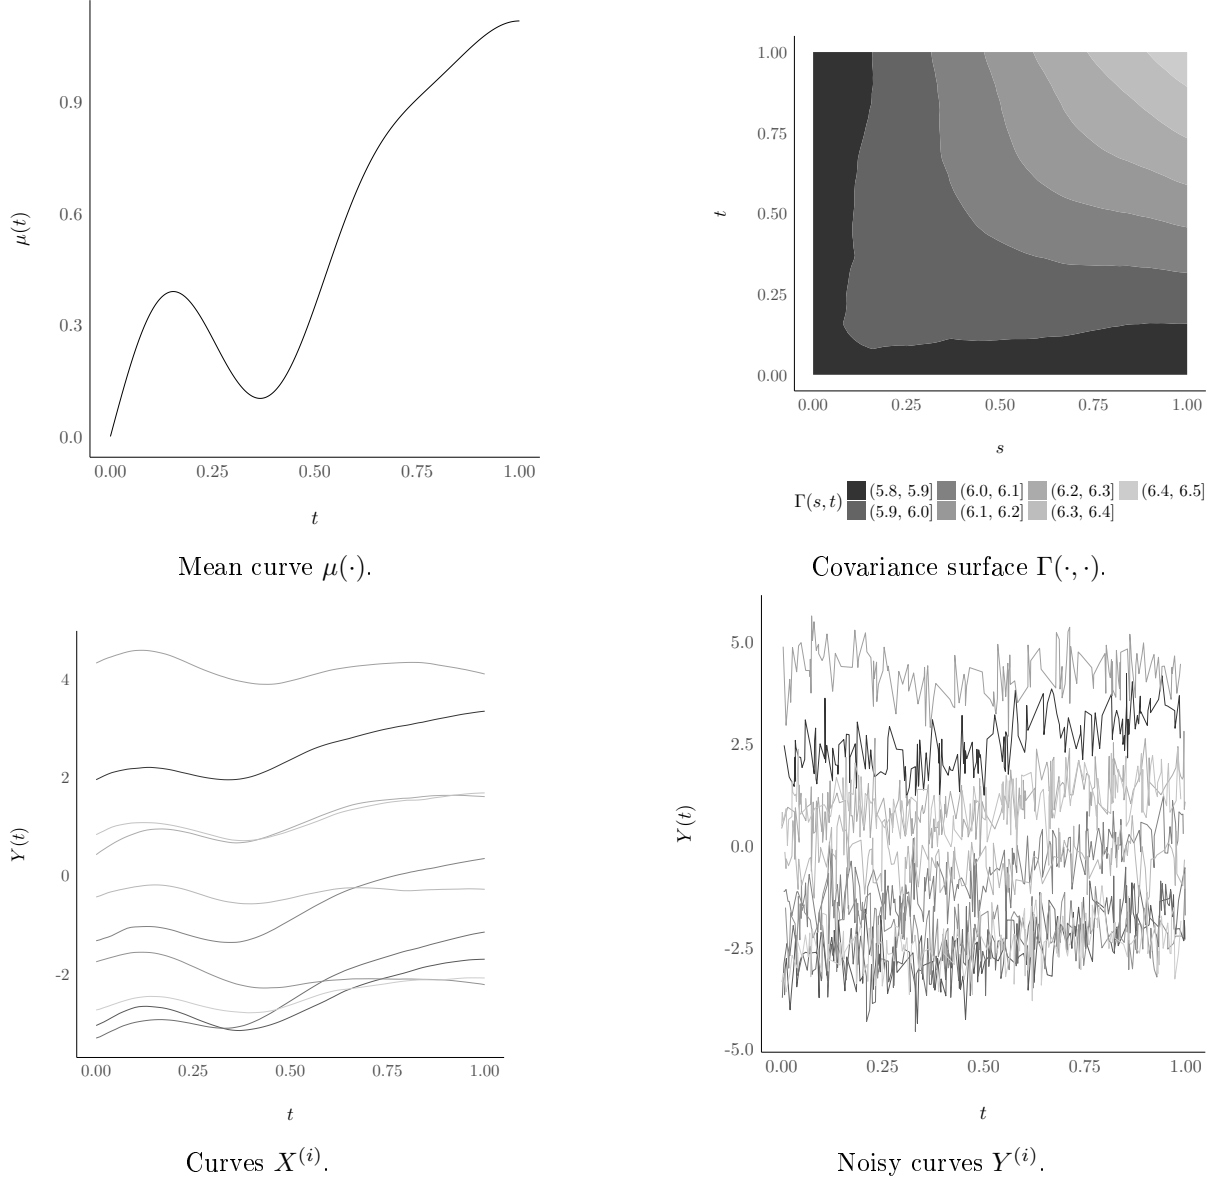 0.9
0.6
0.3
0.0
μ(t)
0.00 0.25 0.50 0.75 1.00
t
Mean curve μ(·).
1.00
0.75
0.50
0.25
0.00
t
0.00 0.25 0.50 0.75 1.00
s
Γ(s, t)
(5.8, 5.9] (6.0, 6.1] (6.2, 6.3] (6.4, 6.5]
(5.9, 6.0] (6.1, 6.2] (6.3, 6.4]
Covariance surface Γ(·, ·).
4
2
0
-2
Y(t)
0.00 0.25 0.50 0.75 1.00
t
Curves X⁽ⁱ⁾.
5.0
2.5
0.0
-2.5
-5.0
Y(t)
0.00 0.25 0.50 0.75 1.00
t
Noisy curves Y⁽ⁱ⁾.